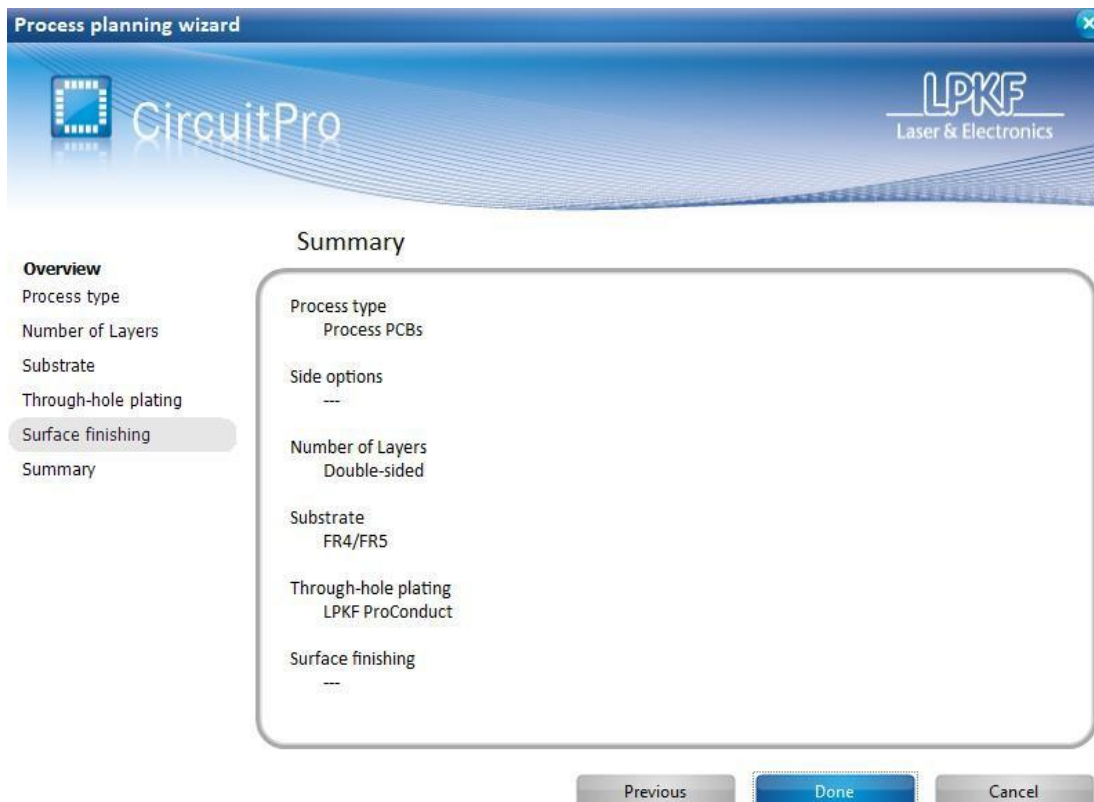 Process planning wizard
CircuitPro
LPKF
Laser & Electronics
Summary
Overview
Process type
Number of Layers
Substrate
Through-hole plating
Surface finishing
Summary
Process type
Process PCBs
Side options
---
Number of Layers
Double-sided
Substrate
FR4/FR5
Through-hole plating
LPKF ProConduct
Surface finishing
---
Previous
Done
Cancel